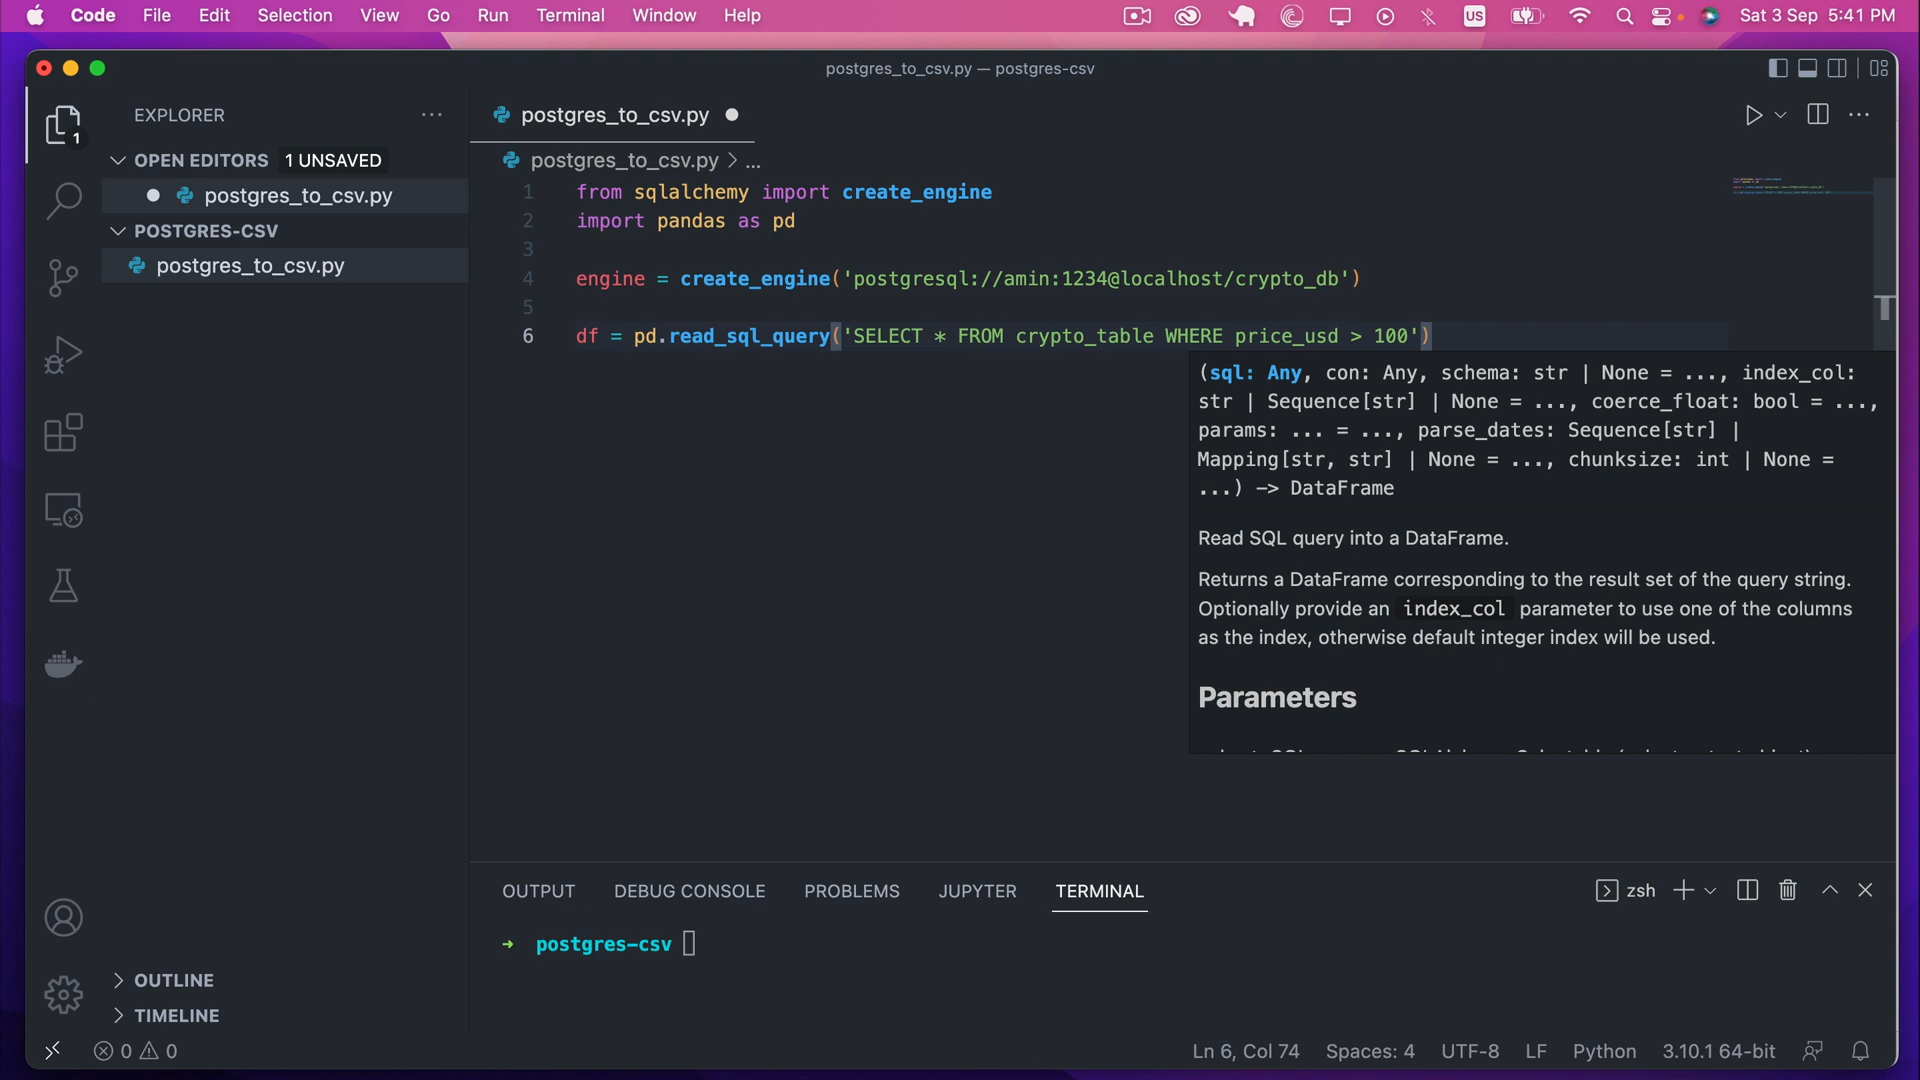 Code File Edit Selection View Go Run Terminal Window Help US Sat 3 Sep 5:41 PM
postgres_to_csv.py — postgres-csv
EXPLORER
1
OPEN EDITORS 1 UNSAVED
postgres_to_csv.py
POSTGRES-CSV
postgres_to_csv.py
OUTLINE
TIMELINE
postgres_to_csv.py
postgres_to_csv.py > ...
1 from sqlalchemy import create_engine
2 import pandas as pd
3
4 engine = create_engine('postgresql://amin:1234@localhost/crypto_db')
5
6 df = pd.read_sql_query('SELECT * FROM crypto_table WHERE price_usd > 100')
(sql: Any, con: Any, schema: str | None = ..., index_col:
str | Sequence[str] | None = ..., coerce_float: bool = ...,
params: ... = ..., parse_dates: Sequence[str] |
Mapping[str, str] | None = ..., chunksize: int | None =
...) -> DataFrame
Read SQL query into a DataFrame.
Returns a DataFrame corresponding to the result set of the query string.
Optionally provide an index_col parameter to use one of the columns
as the index, otherwise default integer index will be used.
Parameters
OUTPUT DEBUG CONSOLE PROBLEMS JUPYTER TERMINAL zsh
→ postgres-csv
0 0 Ln 6, Col 74 Spaces: 4 UTF-8 LF Python 3.10.1 64-bit